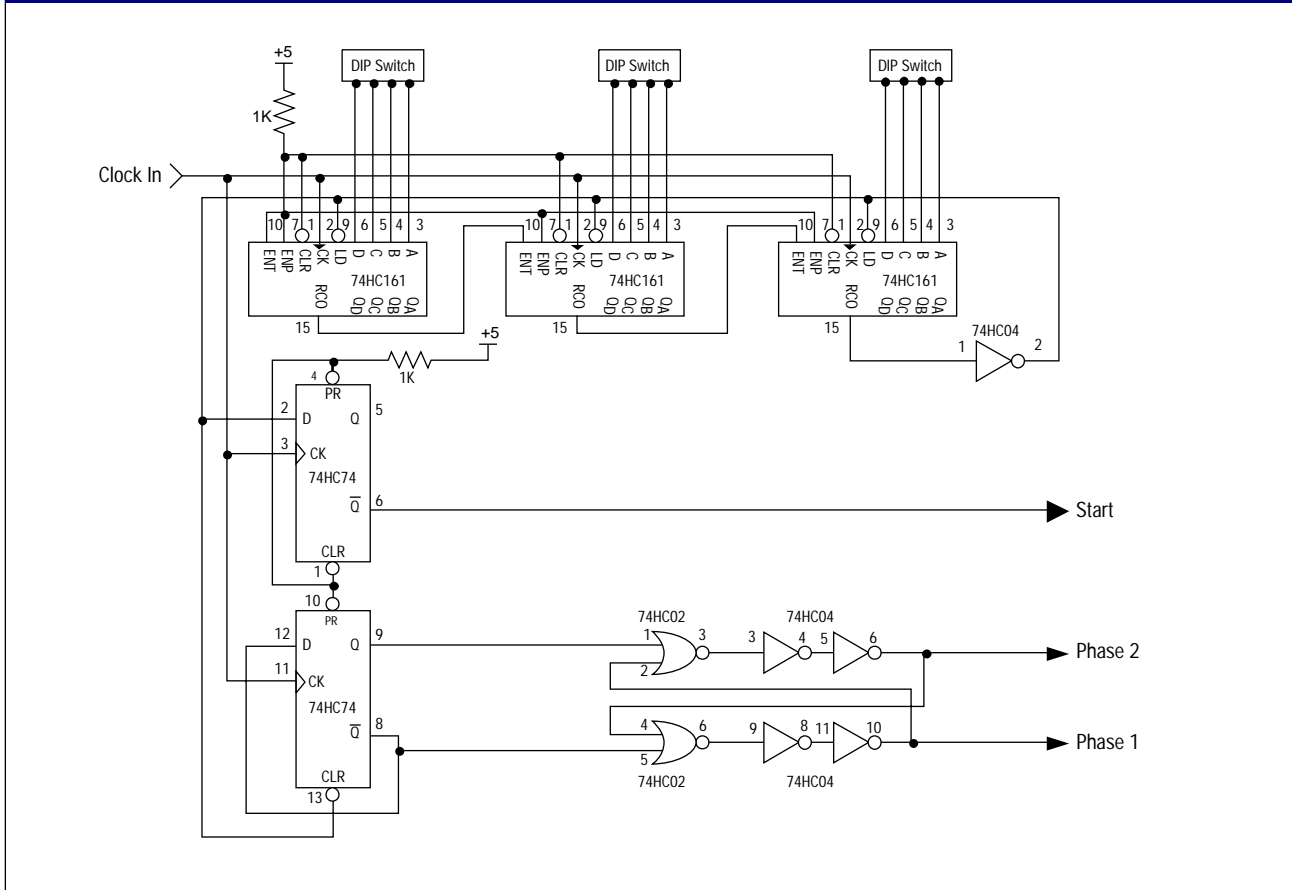 +5
DIP Switch DIP Switch DIP Switch
1K
Clock In
10 7 1 2 9 6 5 4 3 10 7 1 2 9 6 5 4 3 10 7 1 2 9 6 5 4 3
ENT ENP CLR CK LD D C B A ENT ENP CLR CK LD D C B A ENT ENP CLR CK LD D C B A
74HC161 74HC161 74HC161
RCO QD QC QB QA RCO QD QC QB QA RCO QD QC QB QA
15 15 15
+5
74HC04
1 2
1K
4
PR
2 D Q 5
3 CK
74HC74
Q 6
Start
CLR
1
10
PR
12 D Q 9
11 CK
74HC74
Q 8
CLR
13
74HC02 74HC04
1 2 3 3 4 5 6 Phase 2
4 5 6 9 8 11 10 Phase 1
74HC02 74HC04